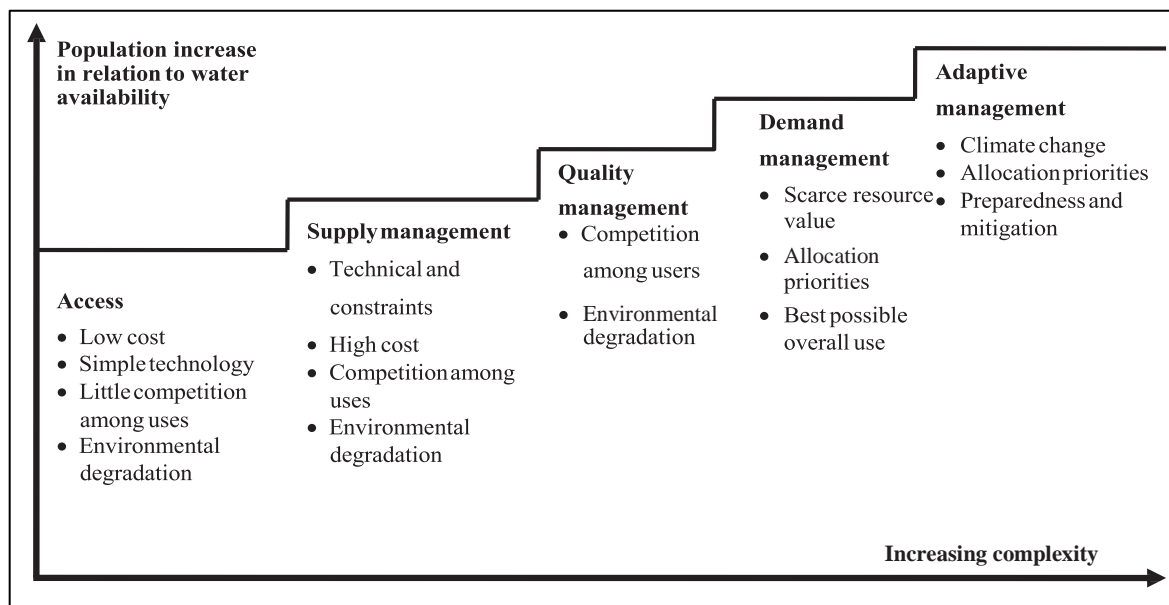 Population increase
in relation to water
availability
Access
• Low cost
• Simple technology
• Little competition
among uses
• Environmental
degradation
Supply management
• Technical and
constraints
• High cost
• Competition among
uses
• Environmental
degradation
Quality
management
• Competition
among users
• Environmental
degradation
Demand
management
• Scarce resource
value
• Allocation
priorities
• Best possible
overall use
Adaptive
management
• Climate change
• Allocation priorities
• Preparedness and
mitigation
Increasing complexity